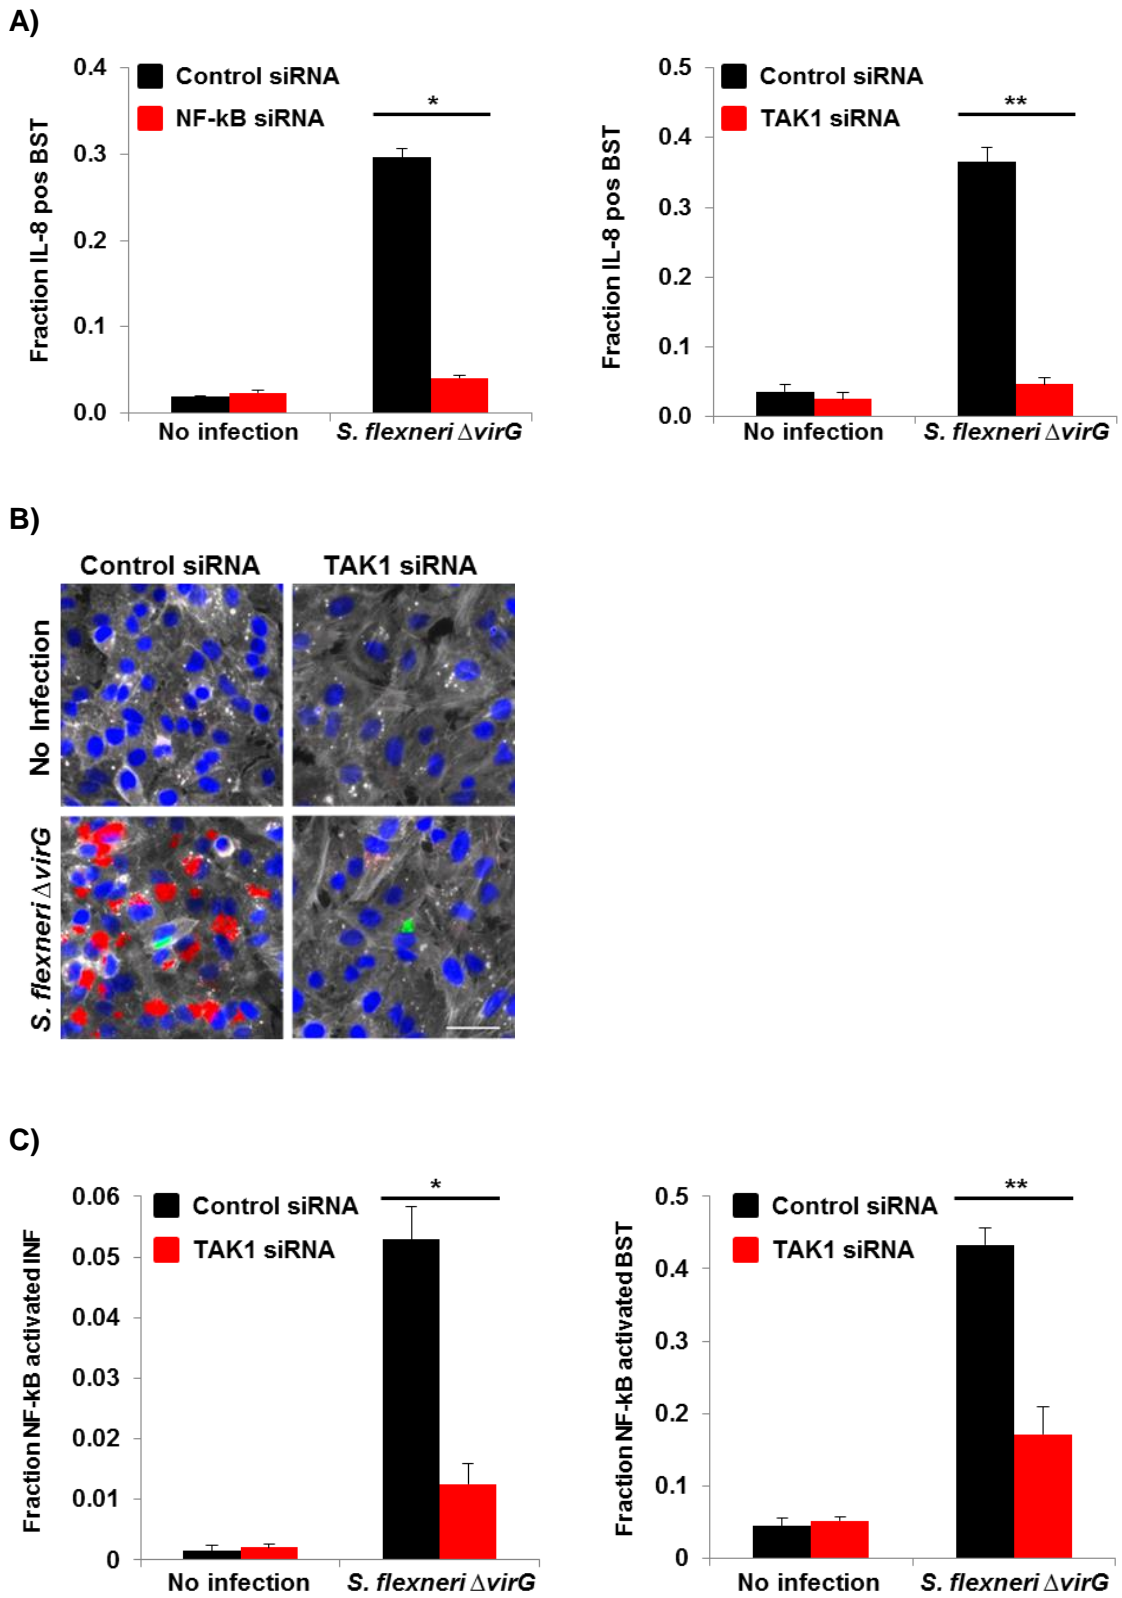 A)
0.4
0.3
0.2
0.1
0.0
Fraction IL-8 pos BST
Control siRNA
NF-kB siRNA
*
No infection
S. flexneri ΔvirG
0.5
0.4
0.3
0.2
0.1
0.0
Fraction IL-8 pos BST
Control siRNA
TAK1 siRNA
**
No infection
S. flexneri ΔvirG
B)
Control siRNA
TAK1 siRNA
No Infection
S. flexneri ΔvirG
C)
0.06
0.05
0.04
0.03
0.02
0.01
0
Fraction NF-kB activated INF
Control siRNA
TAK1 siRNA
*
No infection
S. flexneri ΔvirG
0.5
0.4
0.3
0.2
0.1
0
Fraction NF-kB activated BST
Control siRNA
TAK1 siRNA
**
No infection
S. flexneri ΔvirG